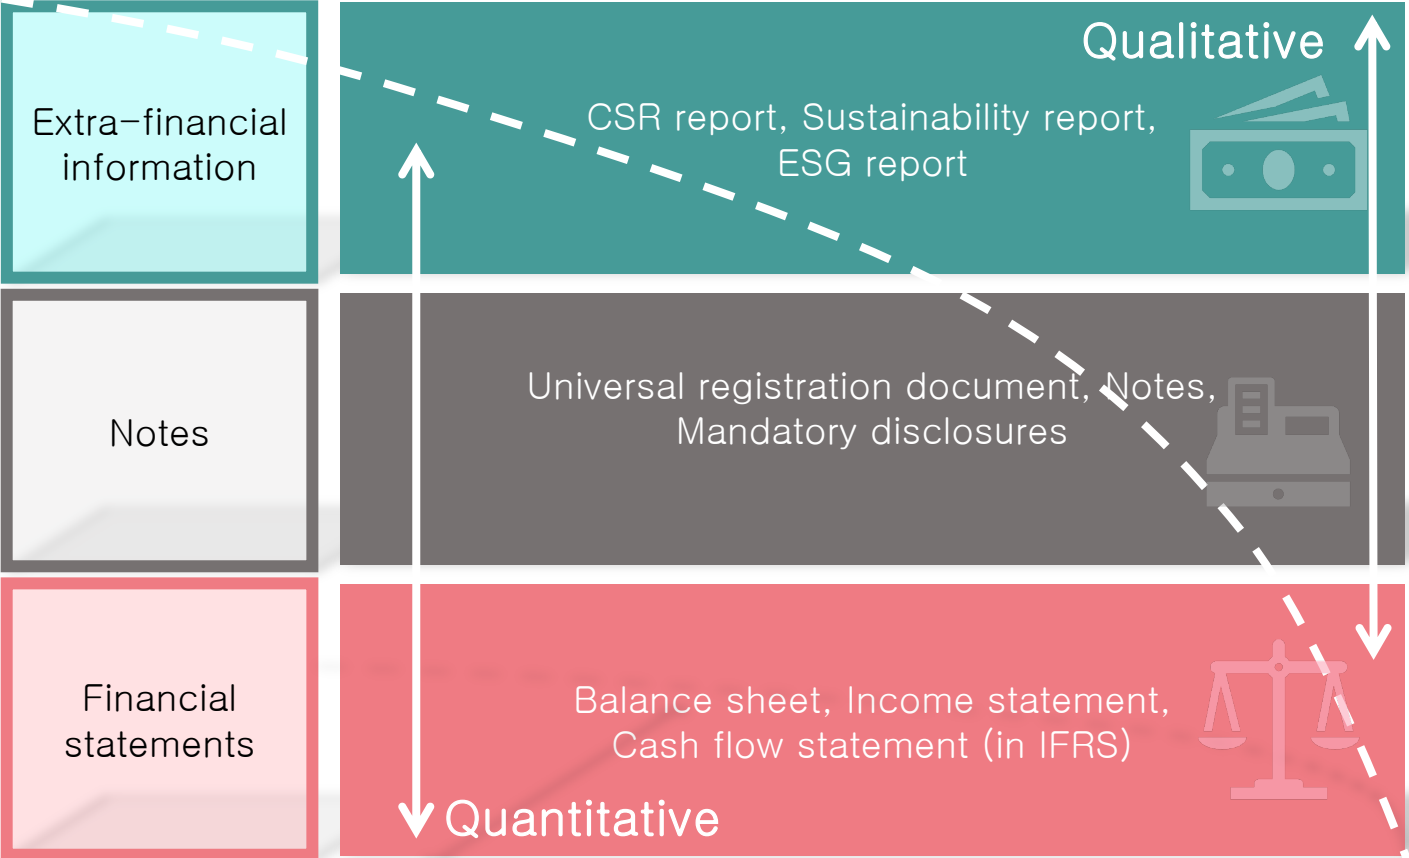 Qualitative
Extra-financial
information
CSR report, Sustainability report,
ESG report
Notes
Universal registration document, Notes,
Mandatory disclosures
Financial
statements
Balance sheet, Income statement,
Cash flow statement (in IFRS)
Quantitative